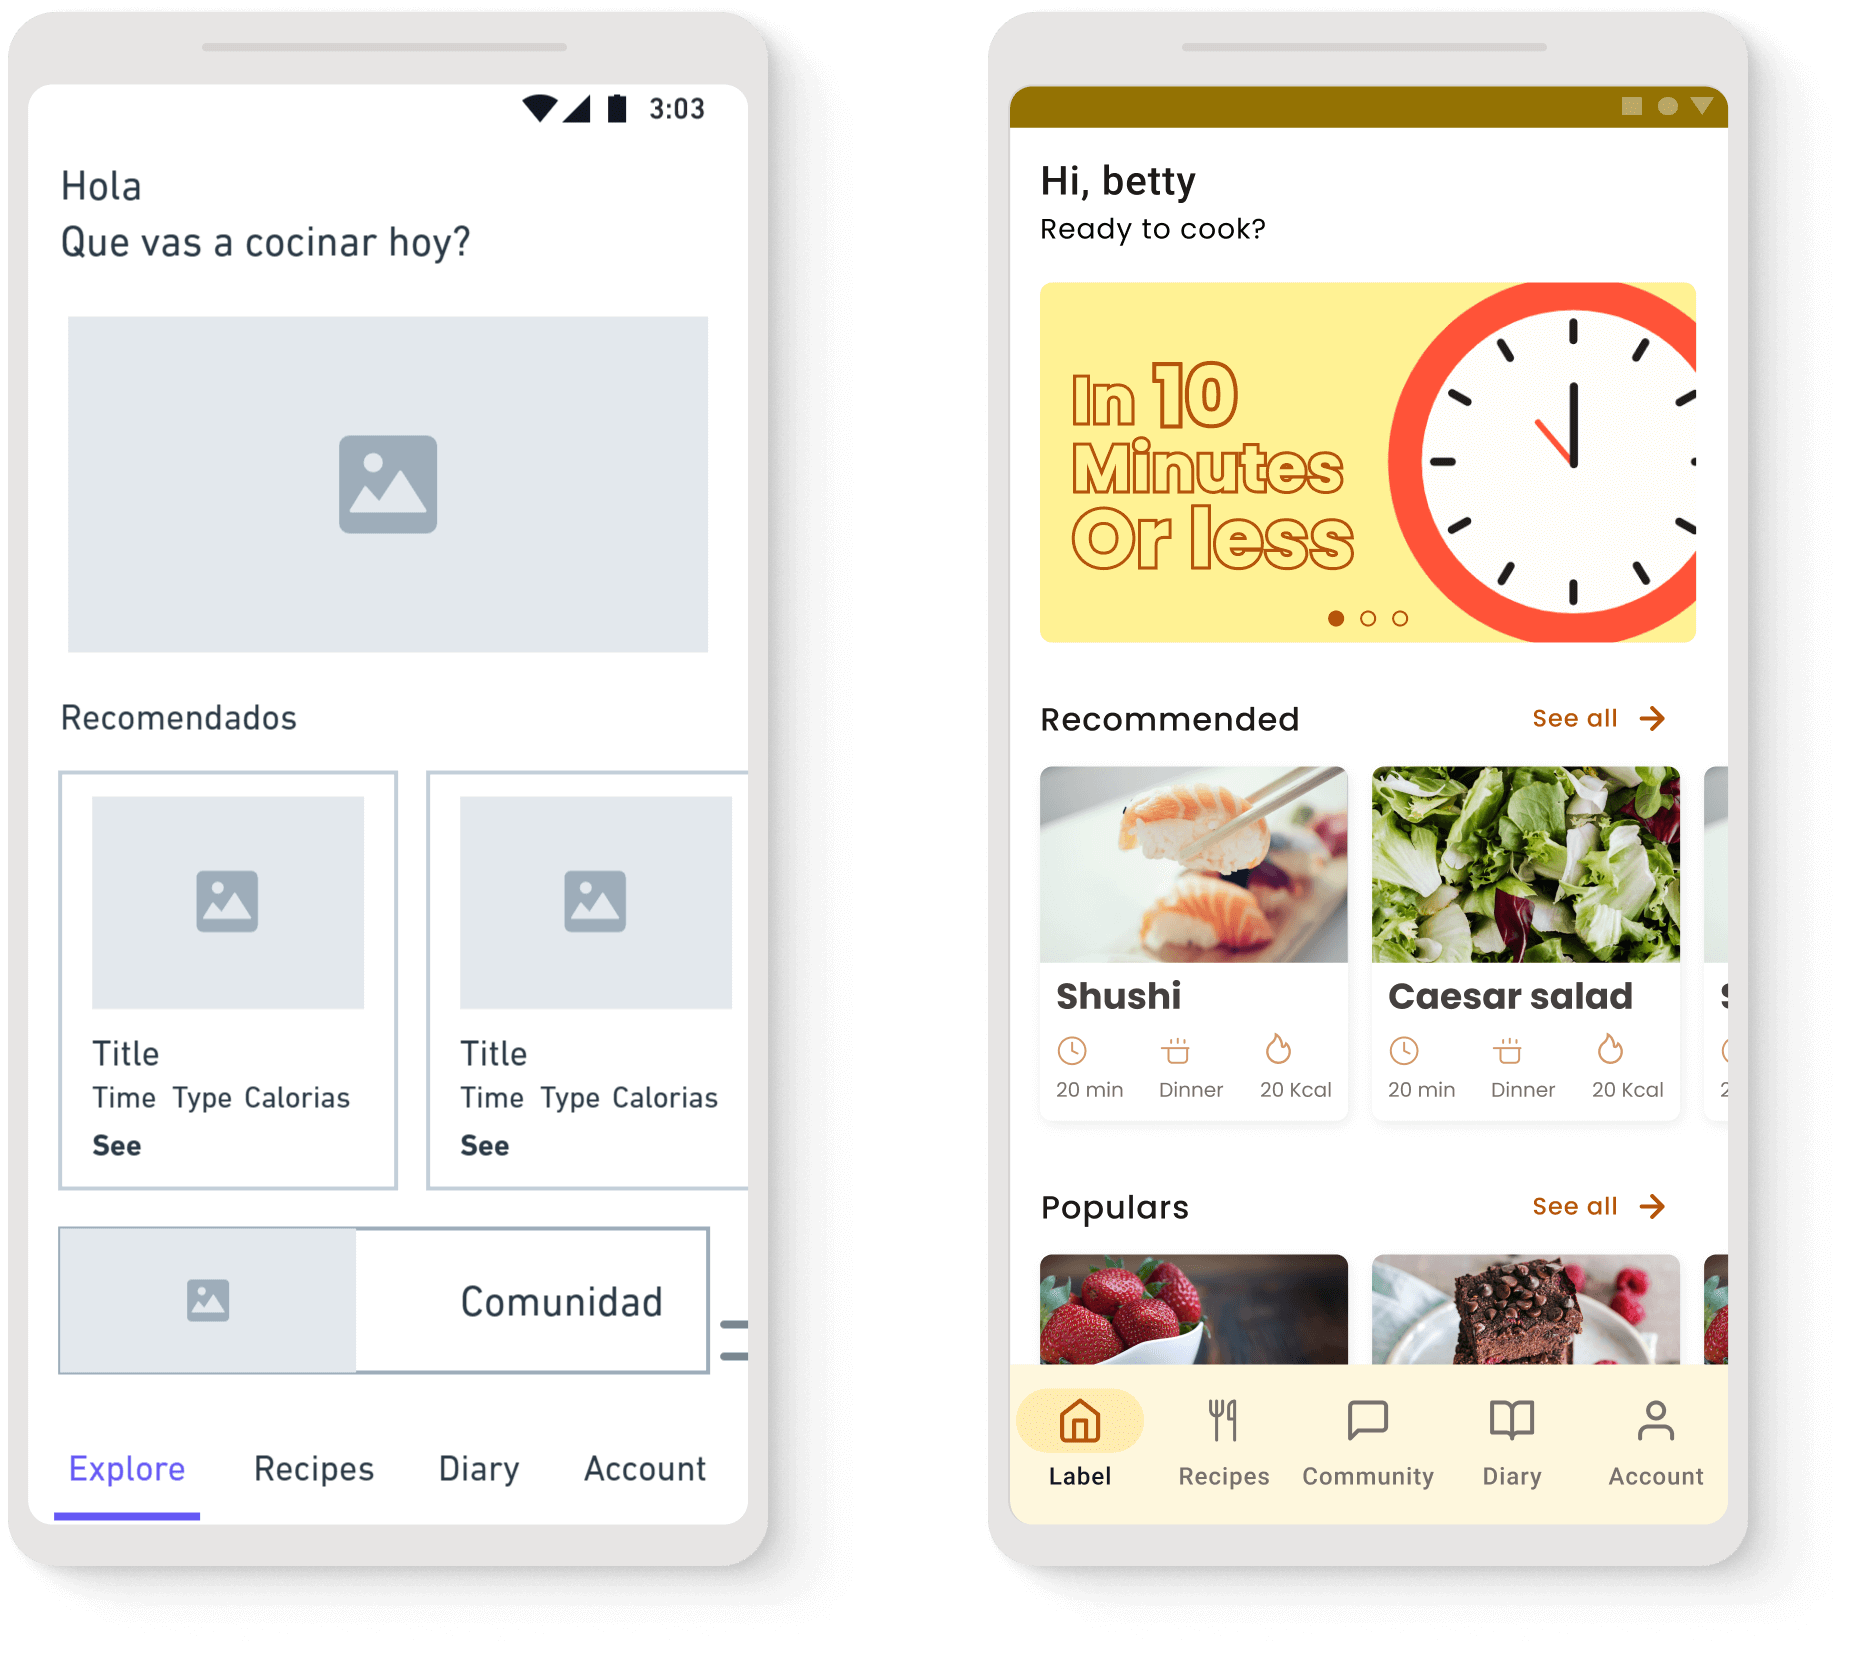 3:03
Hola
Que vas a cocinar hoy?
Recomendados
Title
Time Type Calorias
See
Title
Time Type Calorias
See
Comunidad
Explore Recipes Diary Account
Hi, betty
Ready to cook?
In 10
Minutes
Or less
Recommended See all
Shushi
20 min Dinner 20 Kcal
Caesar salad
20 min Dinner 20 Kcal
Populars See all
Label Recipes Community Diary Account